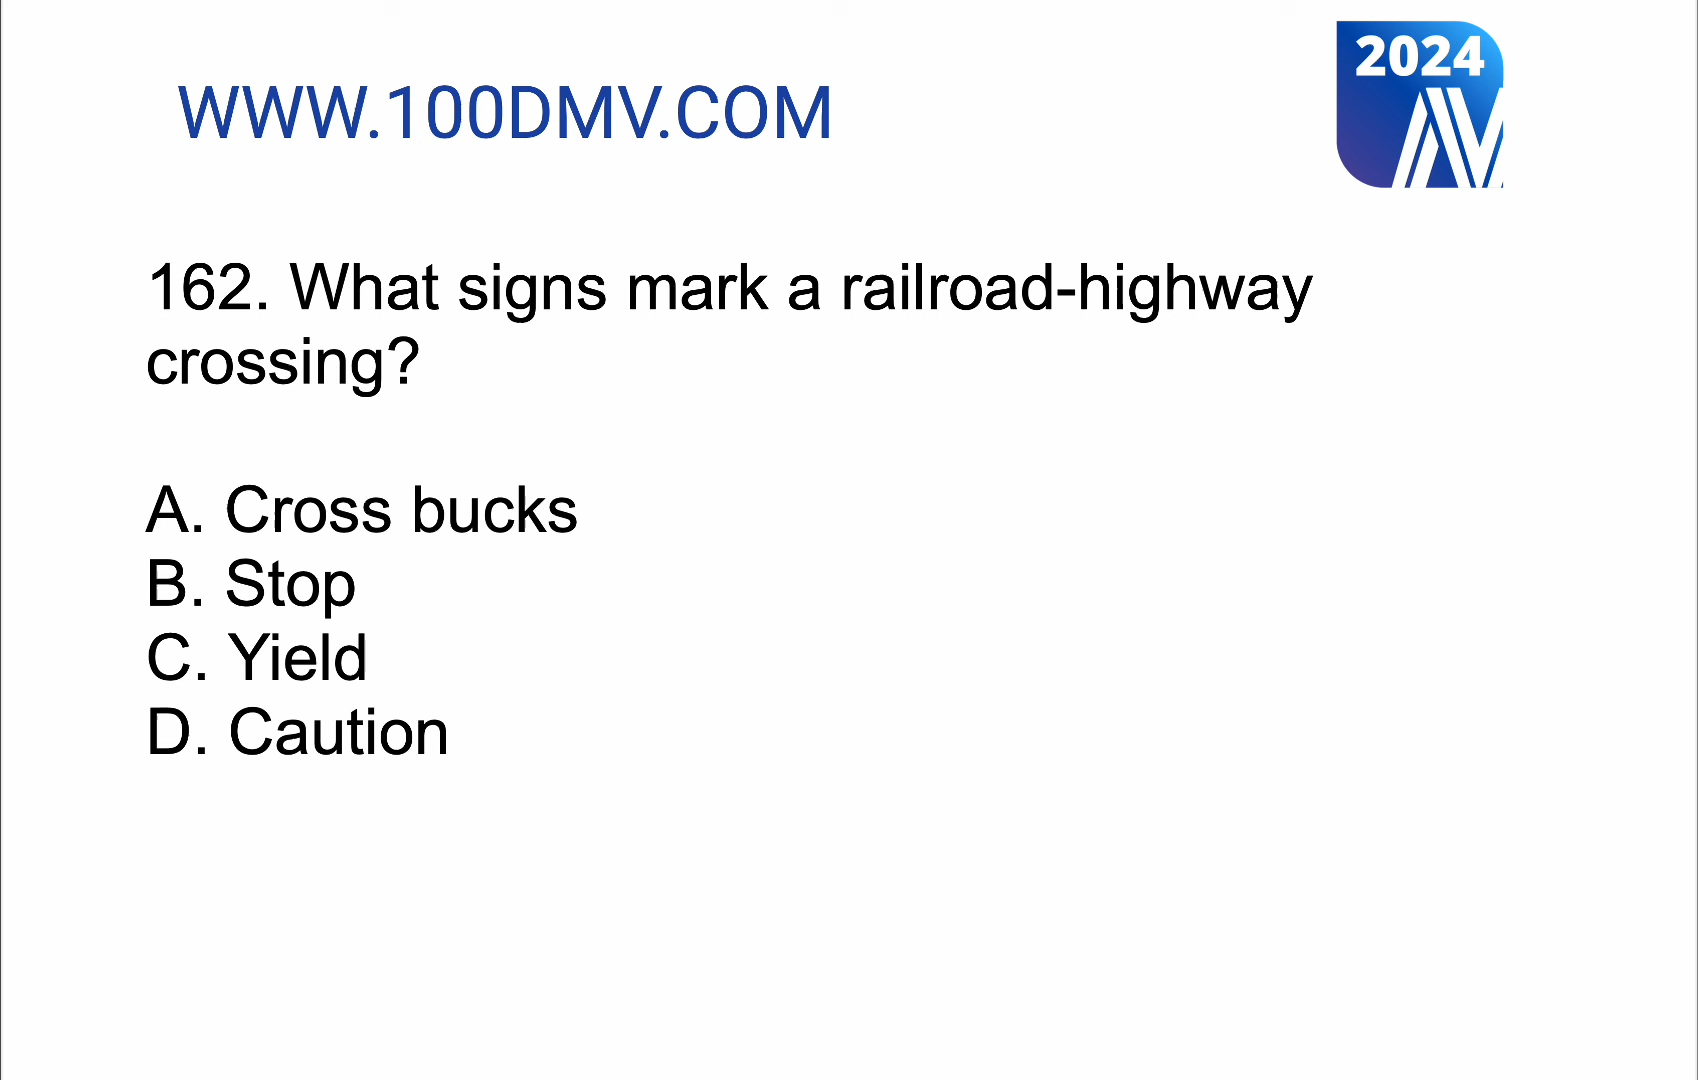 WWW.100DMV.COM
2024
162. What signs mark a railroad-highway
crossing?
A. Cross bucks
B. Stop
C. Yield
D. Caution